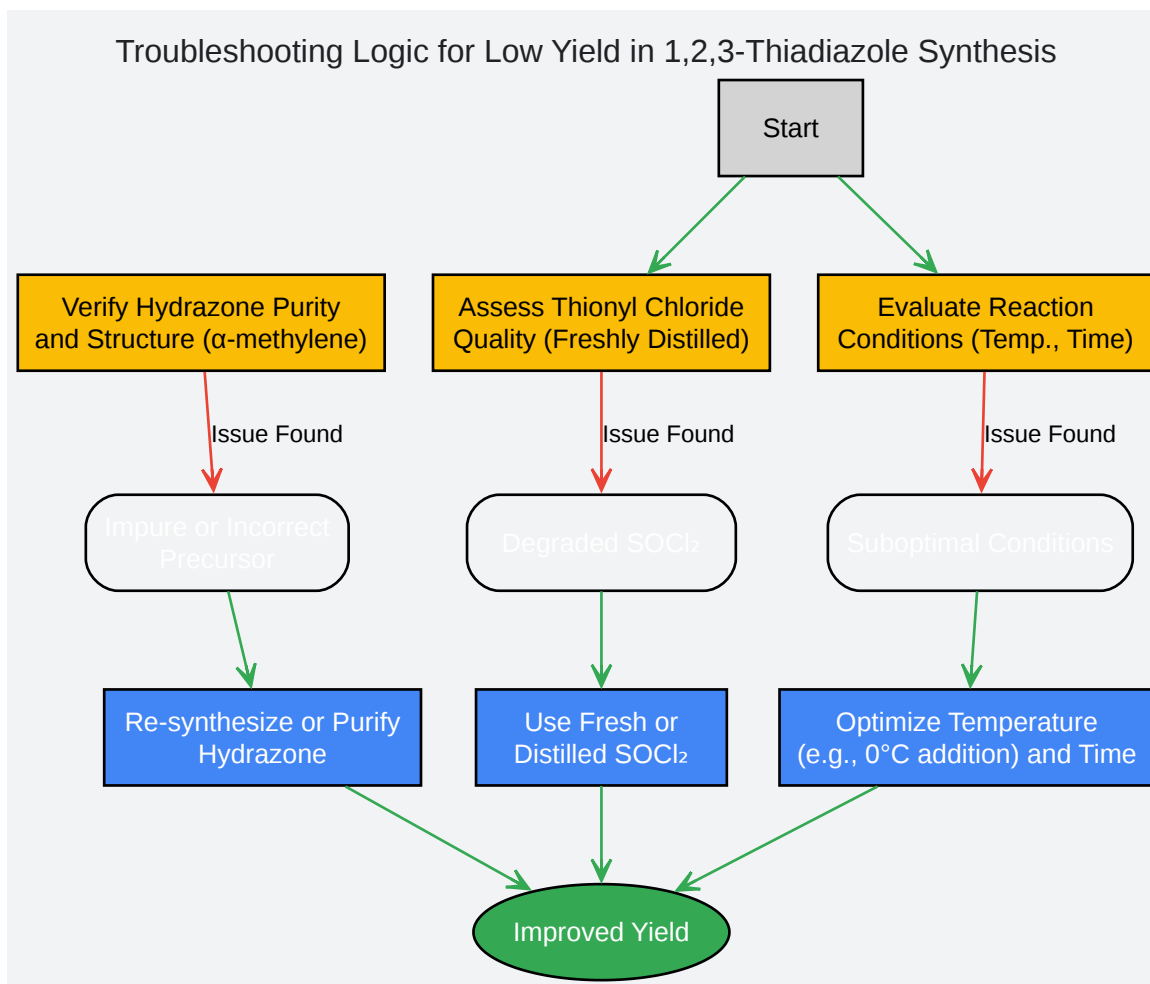 Troubleshooting Logic for Low Yield in 1,2,3-Thiadiazole Synthesis
Start
Verify Hydrazone Purity
and Structure (α-methylene)
Assess Thionyl Chloride
Quality (Freshly Distilled)
Evaluate Reaction
Conditions (Temp., Time)
Issue Found
Issue Found
Issue Found
Impure or Incorrect
Precursor
Degraded SOCl₂
Suboptimal Conditions
Re-synthesize or Purify
Hydrazone
Use Fresh or
Distilled SOCl₂
Optimize Temperature
(e.g., 0°C addition) and Time
Improved Yield